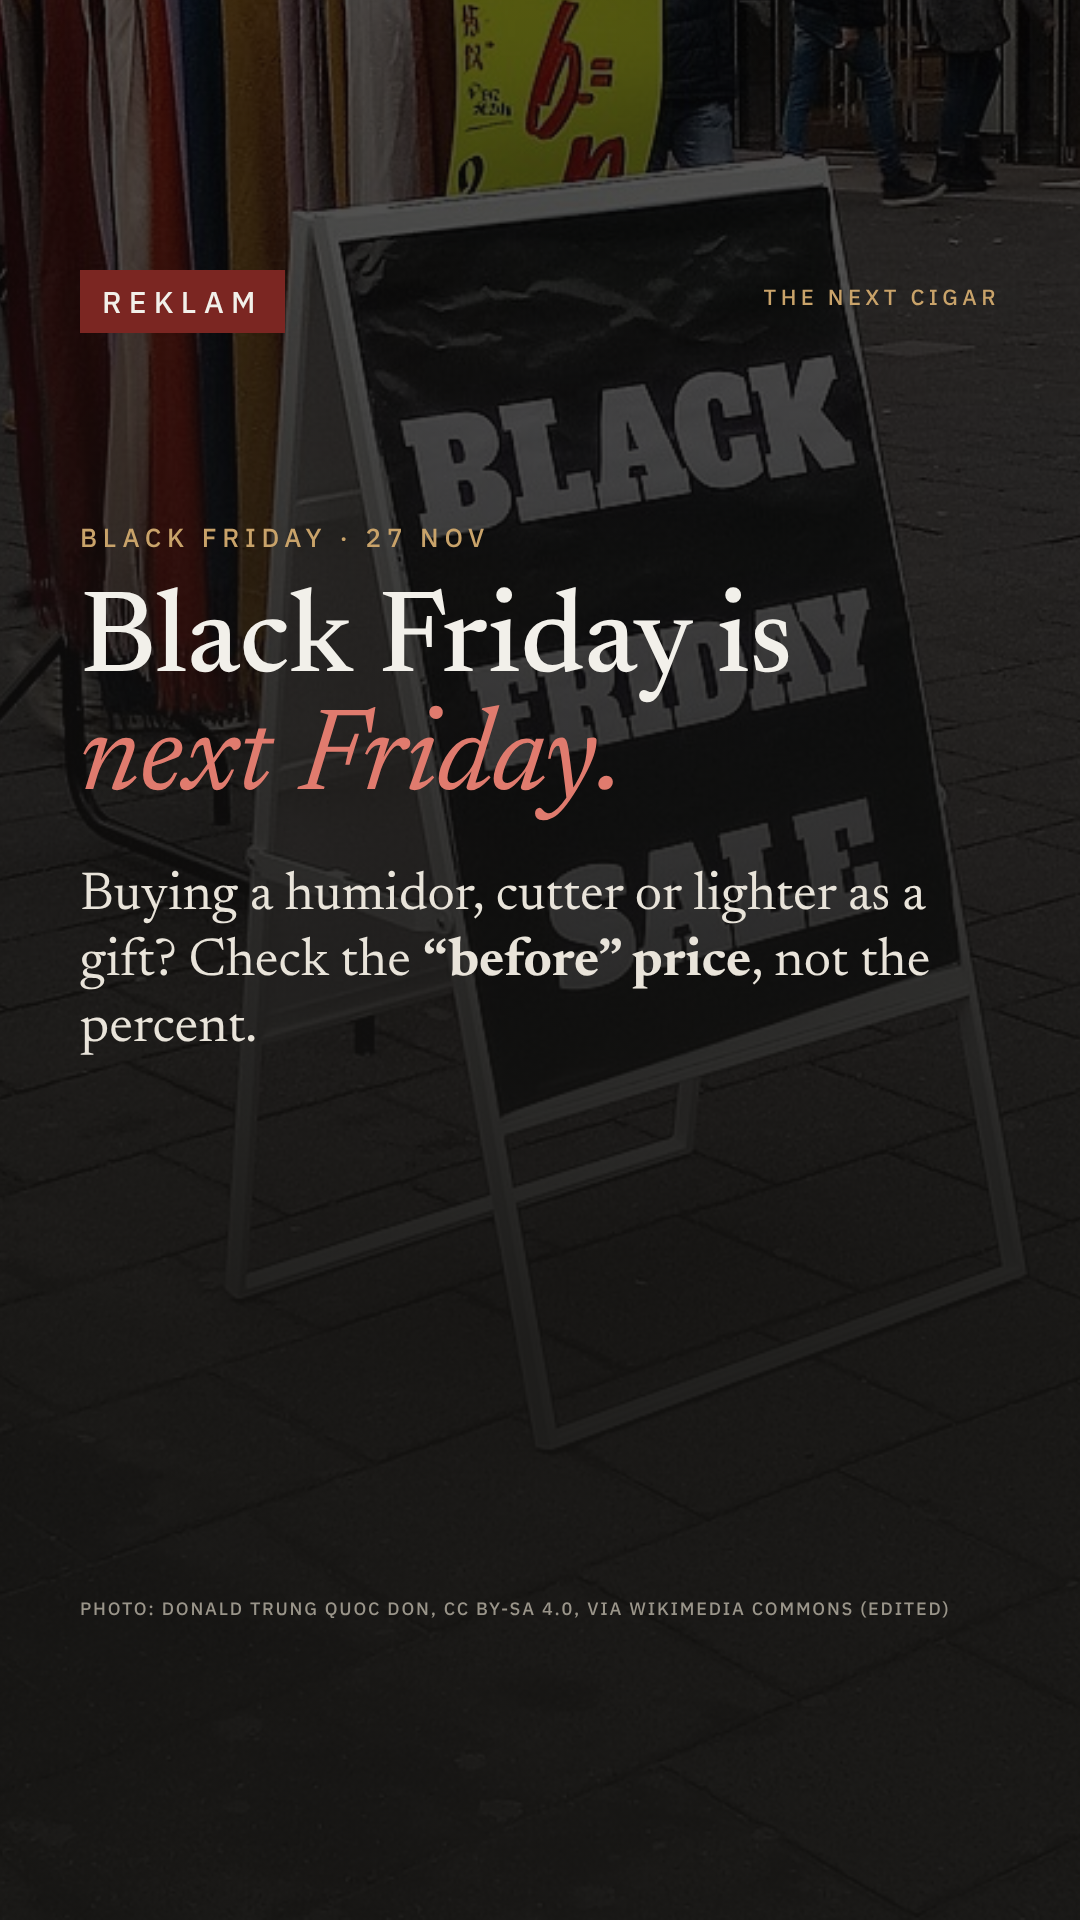 REKLAM
THE NEXT CIGAR
BLACK
FRIDAY
SALE
BLACK FRIDAY · 27 NOV
Black Friday is
next Friday.
Buying a humidor, cutter or lighter as a
gift? Check the “before” price, not the
percent.
PHOTO: DONALD TRUNG QUOC DON, CC BY-SA 4.0, VIA WIKIMEDIA COMMONS (EDITED)